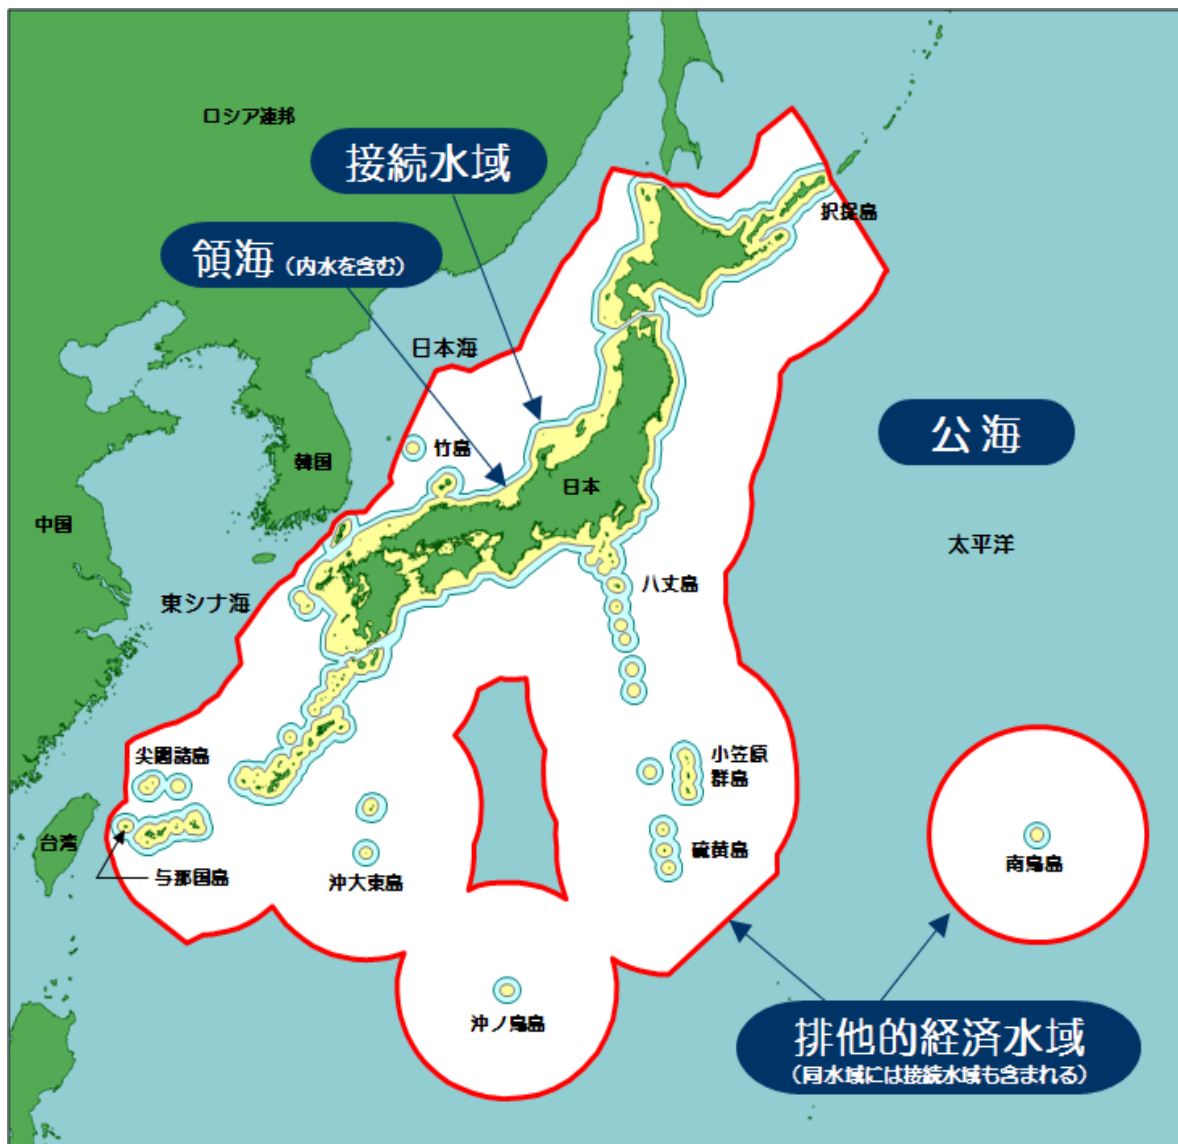 ロシア連邦
接続水域
択捉島
領海（内水を含む）
日本海
公海
竹島
韓国
日本
中国
太平洋
八丈島
東シナ海
尖閣諸島
小笠原
群島
台湾
硫黄島
与那国島
沖大東島
南鳥島
沖ノ鳥島
排他的経済水域
（同水域には接続水域も含まれる）